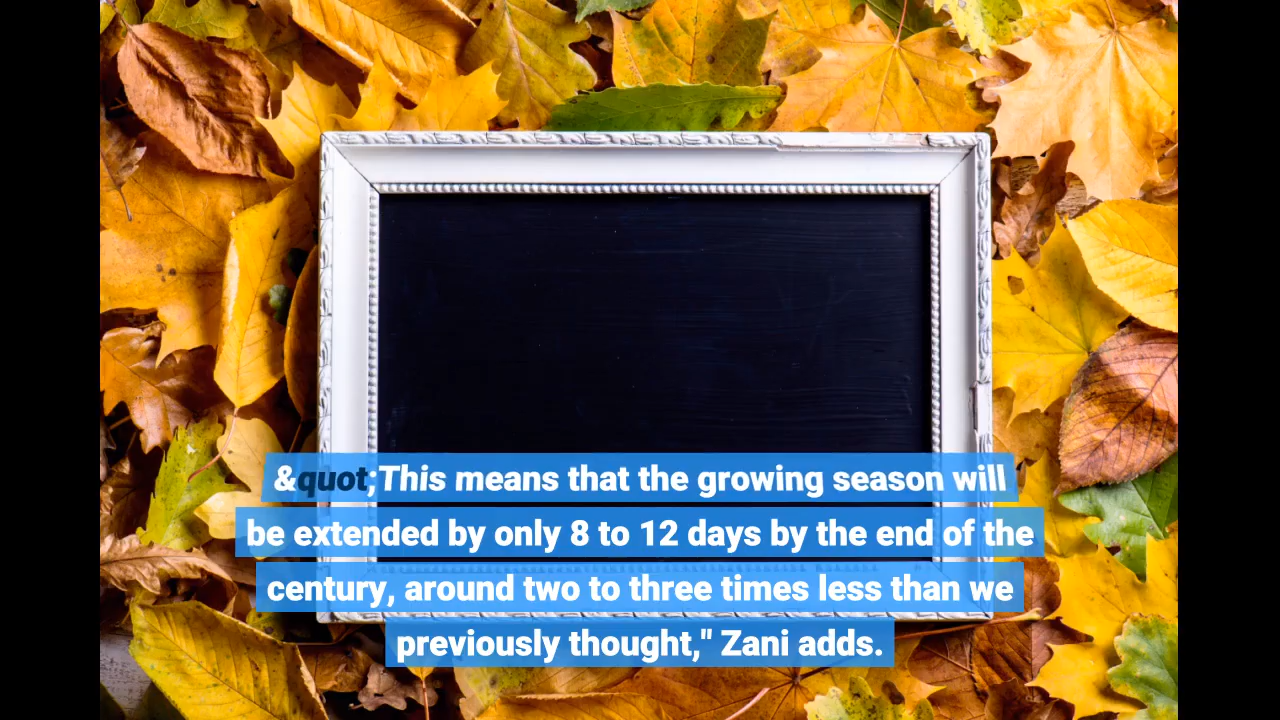 &quot;This means that the growing season will
be extended by only 8 to 12 days by the end of the
century, around two to three times less than we
previously thought," Zani adds.